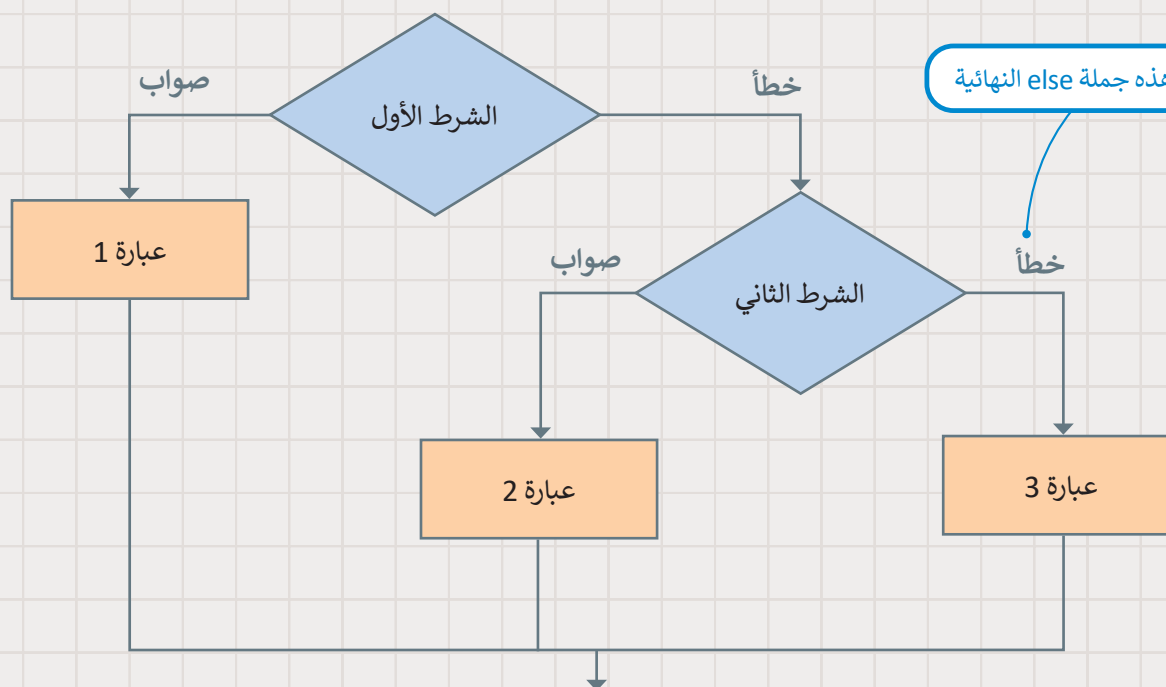 هذه جملة else النهائية
خطأ
صواب
الشرط الأول
عبارة 1
خطأ
صواب
الشرط الثاني
عبارة 3
عبارة 2